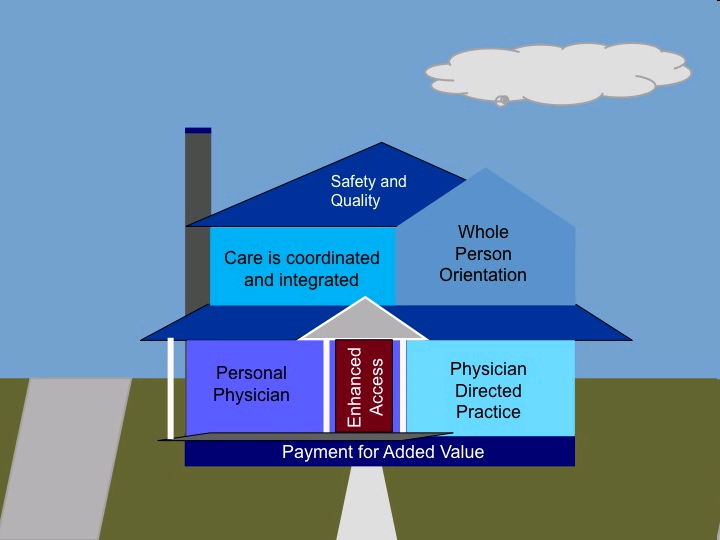 Safety and
Quality
Whole
Person
Orientation
Care is coordinated
and integrated
Personal
Physician
Enhanced
Access
Physician
Directed
Practice
Payment for Added Value